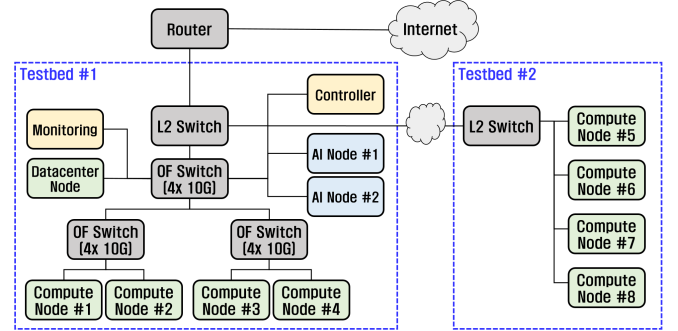 Router
Internet
Testbed #1
Testbed #2
Controller
Monitoring
L2 Switch
L2 Switch
Compute
Node #5
AI Node #1
Datacenter
Node
OF Switch
(4x 10G)
AI Node #2
Compute
Node #6
OF Switch
(4x 10G)
OF Switch
(4x 10G)
Compute
Node #7
Compute
Node #1
Compute
Node #2
Compute
Node #3
Compute
Node #4
Compute
Node #8